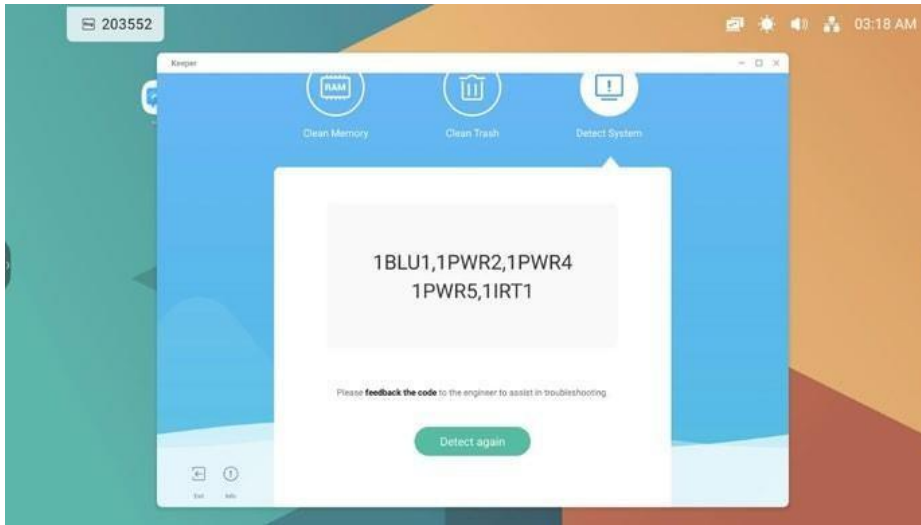 203552
03:18 AM
Keeper
RAM
Clean Memory
Clean Trash
Detect System
1BLU1,1PWR2,1PWR4
1PWR5,1IRT1
Please feedback the code to the engineer to assist in troubleshooting
Detect again
Exit
Info